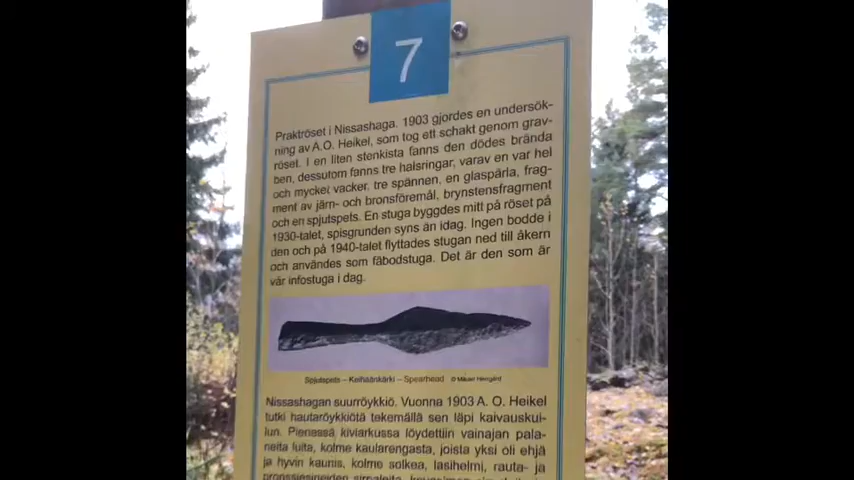 7
Praktröset i Nissashaga. 1903 gjordes en undersök-
ning av A.O. Heikel, som tog ett schakt genom grav-
röset. I en liten stenkista fanns den dödes brända
ben, dessutom fanns tre halsringar, varav en var hel
och mycket vacker, tre spännen, en glaspärla, frag-
ment av järn- och bronsföremål, brynstensfragment
och en spjutspets. En stuga byggdes mitt på röset på
1930-talet, spisgrunden syns än idag. Ingen bodde i
den och på 1940-talet flyttades stugan ned till åkern
och användes som fäbodstuga. Det är den som är
vår infostuga i dag.
Spjutspets – Keihäänkärki – Spearhead
Nissashagan suurröykkiö. Vuonna 1903 A. O. Heikel
tutki hautaröykkiötä tekemällä sen läpi kaivauskui-
lun. Pienessä kiviarkussa löydettiin vainajan pala-
neita luita, kolme kaularengasta, joista yksi oli ehjä
ja hyvin kaunis, kolme solkea, lasihelmi, rauta- ja